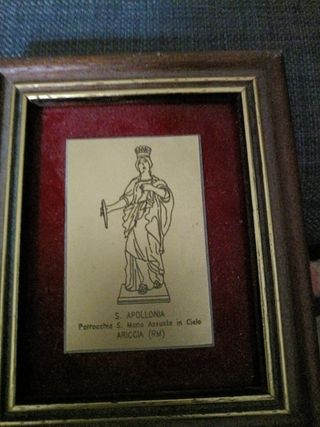 S. APOLLONIA
Parrocchia S. Maria Assunta in Cielo
ARICCIA (RM)